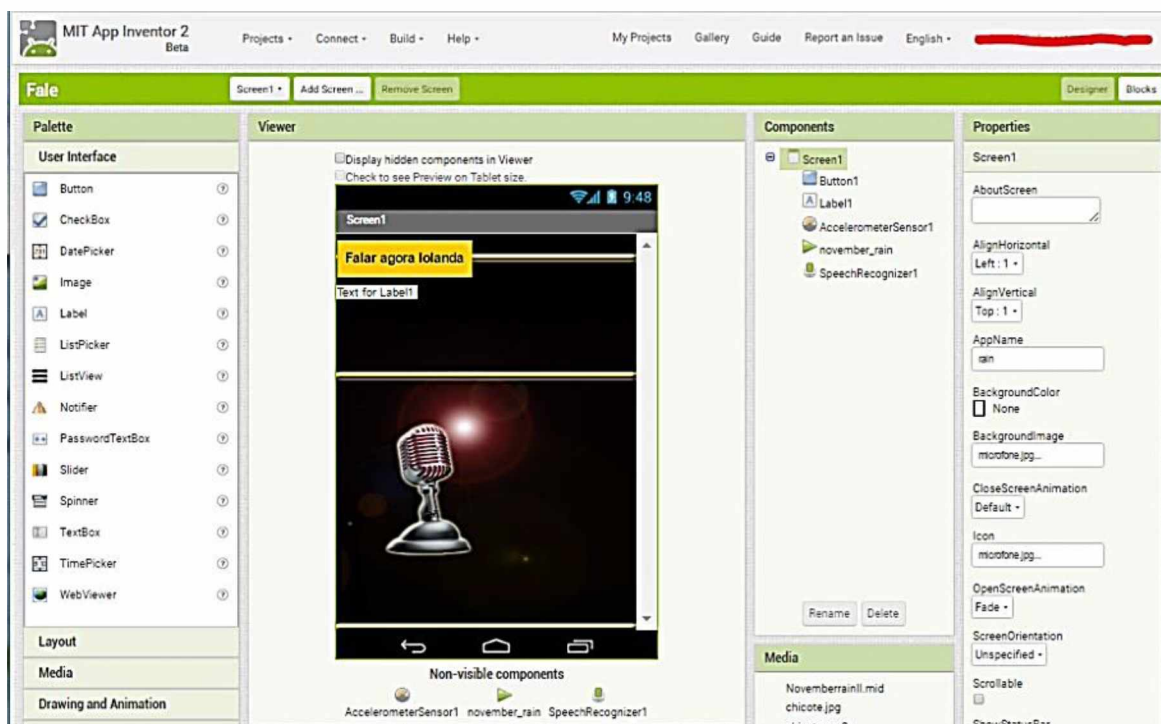 MIT App Inventor 2
Beta
Projects Connect Build Help My Projects Gallery Guide Report an Issue English
Fale Screen1 Add Screen ... Remove Screen Designer Blocks
Palette
User Interface
Button
CheckBox
DatePicker
Image
Label
ListPicker
ListView
Notifier
PasswordTextBox
Slider
Spinner
TextBox
TimePicker
WebViewer
Layout
Media
Drawing and Animation
Viewer
Display hidden components in Viewer
Check to see Preview on Tablet size.
9:48
Screen1
Falar agora Iolanda
Text for Label1
Non-visible components
AccelerometerSensor1 november_rain SpeechRecognizer1
Components
Screen1
Button1
Label1
AccelerometerSensor1
november_rain
SpeechRecognizer1
Rename Delete
Media
NovemberrainII.mid
chicote.jpg
Properties
Screen1
AboutScreen
AlignHorizontal
Left : 1
AlignVertical
Top : 1
AppName
rain
BackgroundColor
None
BackgroundImage
microfone.jpg...
CloseScreenAnimation
Default
Icon
microfone.jpg...
OpenScreenAnimation
Fade
ScreenOrientation
Unspecified
Scrollable
ShowStatusBar